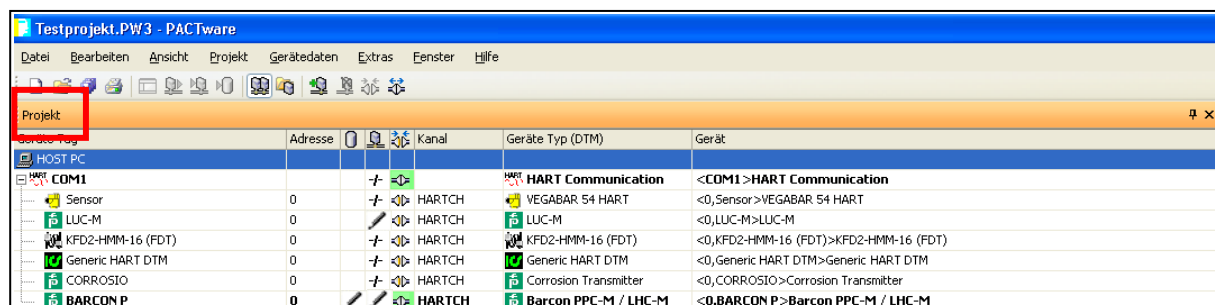 Testprojekt.PW3 - PACTware
Datei Bearbeiten Ansicht Projekt Gerätedaten Extras Fenster Hilfe
Projekt
Geräte Tag Adresse Kanal Geräte Typ (DTM) Gerät
HOST PC
HART COM1 HART HART Communication <COM1>HART Communication
Sensor 0 HARTCH VEGABAR 54 HART <0,Sensor>VEGABAR 54 HART
LUC-M 0 HARTCH LUC-M <0,LUC-M>LUC-M
KFD2-HMM-16 (FDT) 0 HARTCH KFD2-HMM-16 (FDT) <0,KFD2-HMM-16 (FDT)>KFD2-HMM-16 (FDT)
Generic HART DTM 0 HARTCH Generic HART DTM <0,Generic HART DTM>Generic HART DTM
CORROSIO 0 HARTCH Corrosion Transmitter <0,CORROSIO>Corrosion Transmitter
BARCON P 0 HARTCH Barcon PPC-M / LHC-M <0,BARCON P>Barcon PPC-M / LHC-M